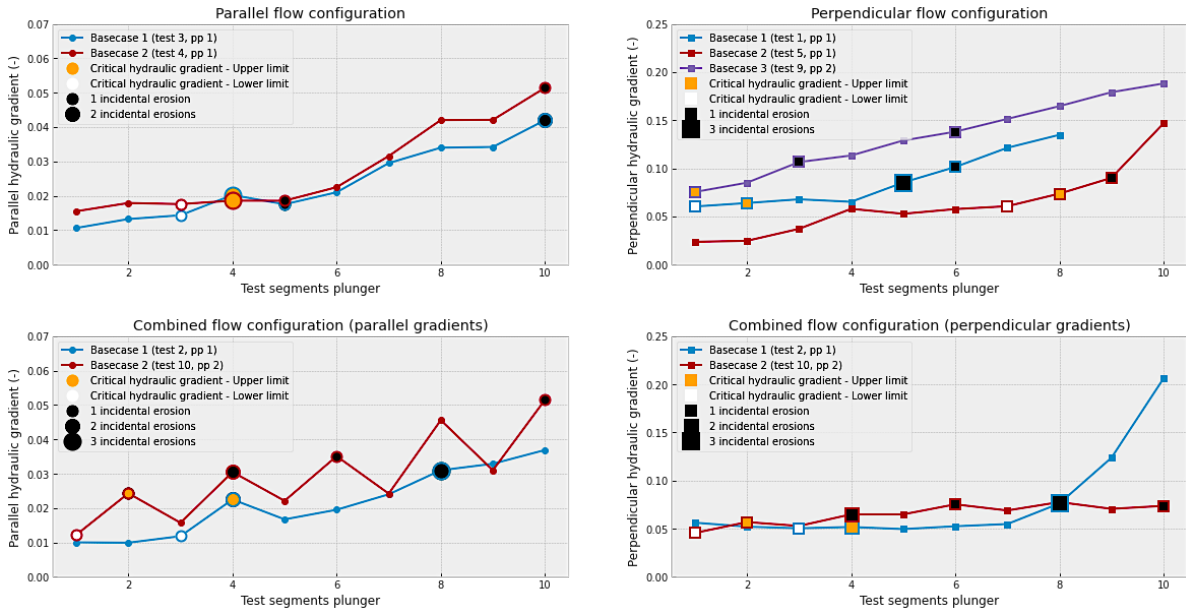 Parallel flow configuration
0.07
0.06
0.05
0.04
0.03
0.02
0.01
0.00
Parallel hydraulic gradient (-)
Basecase 1 (test 3, pp 1)
Basecase 2 (test 4, pp 1)
Critical hydraulic gradient - Upper limit
Critical hydraulic gradient - Lower limit
1 incidental erosion
2 incidental erosions
2 4 6 8 10
Test segments plunger
Perpendicular flow configuration
0.25
0.20
0.15
0.10
0.05
0.00
Perpendicular hydraulic gradient (-)
Basecase 1 (test 1, pp 1)
Basecase 2 (test 5, pp 1)
Basecase 3 (test 9, pp 2)
Critical hydraulic gradient - Upper limit
Critical hydraulic gradient - Lower limit
1 incidental erosion
3 incidental erosions
2 4 6 8 10
Test segments plunger
Combined flow configuration (parallel gradients)
0.07
0.06
0.05
0.04
0.03
0.02
0.01
0.00
Parallel hydraulic gradient (-)
Basecase 1 (test 2, pp 1)
Basecase 2 (test 10, pp 2)
Critical hydraulic gradient - Upper limit
Critical hydraulic gradient - Lower limit
1 incidental erosion
2 incidental erosions
3 incidental erosions
2 4 6 8 10
Test segments plunger
Combined flow configuration (perpendicular gradients)
0.25
0.20
0.15
0.10
0.05
0.00
Perpendicular hydraulic gradient (-)
Basecase 1 (test 2, pp 1)
Basecase 2 (test 10, pp 2)
Critical hydraulic gradient - Upper limit
Critical hydraulic gradient - Lower limit
1 incidental erosion
2 incidental erosions
3 incidental erosions
2 4 6 8 10
Test segments plunger